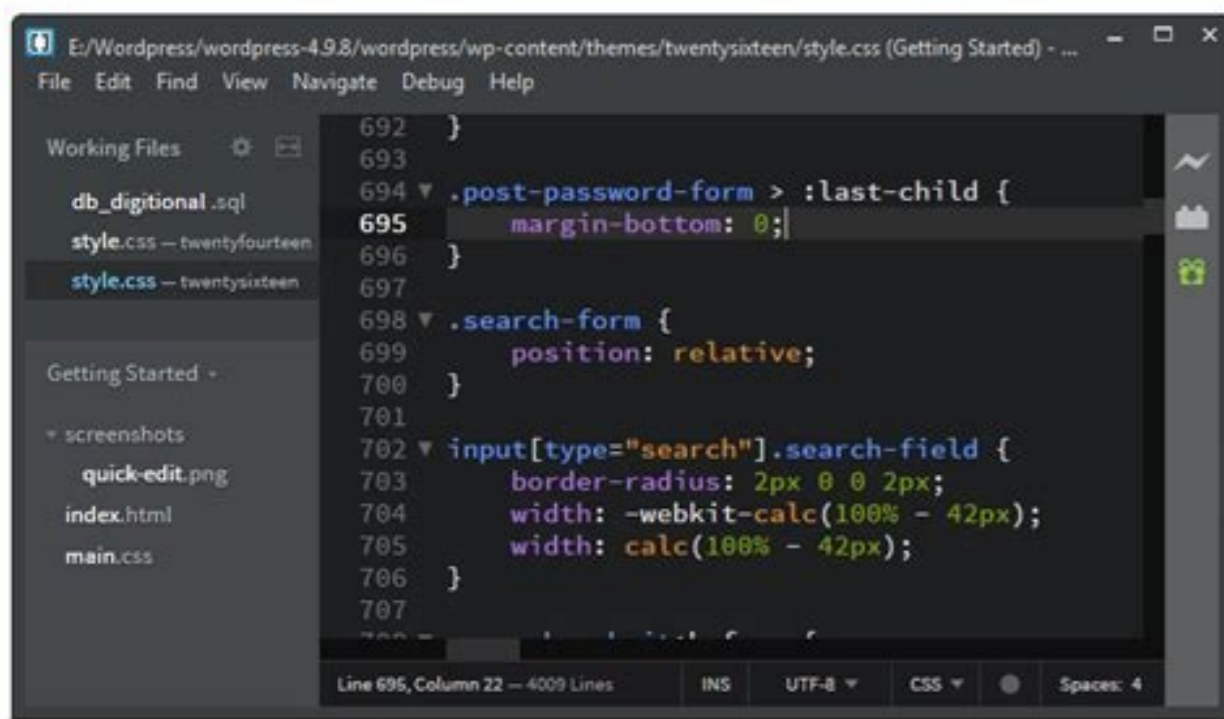 E:/Wordpress/wordpress-4.9.8/wordpress/wp-content/themes/twentysixteen/style.css (Getting Started) - ...
File Edit Find View Navigate Debug Help
Working Files
db_digitional .sql
style.css — twentyfourteen
style.css — twentysixteen
Getting Started
screenshots
quick-edit.png
index.html
main.css
692 }
693
694 .post-password-form > :last-child {
695 margin-bottom: 0;
696 }
697
698 .search-form {
699 position: relative;
700 }
701
702 input[type="search"].search-field {
703 border-radius: 2px 0 0 2px;
704 width: -webkit-calc(100% - 42px);
705 width: calc(100% - 42px);
706 }
707
Line 695, Column 22 — 4009 Lines INS UTF-8 CSS Spaces: 4